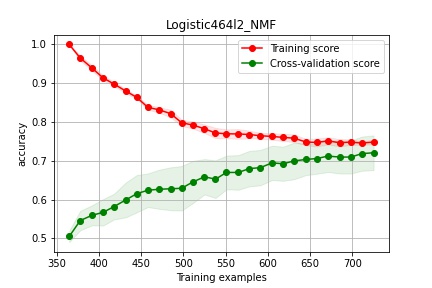 Logistic464l2_NMF
Training score
Cross-validation score
accuracy
1.0
0.9
0.8
0.7
0.6
0.5
350 400 450 500 550 600 650 700
Training examples